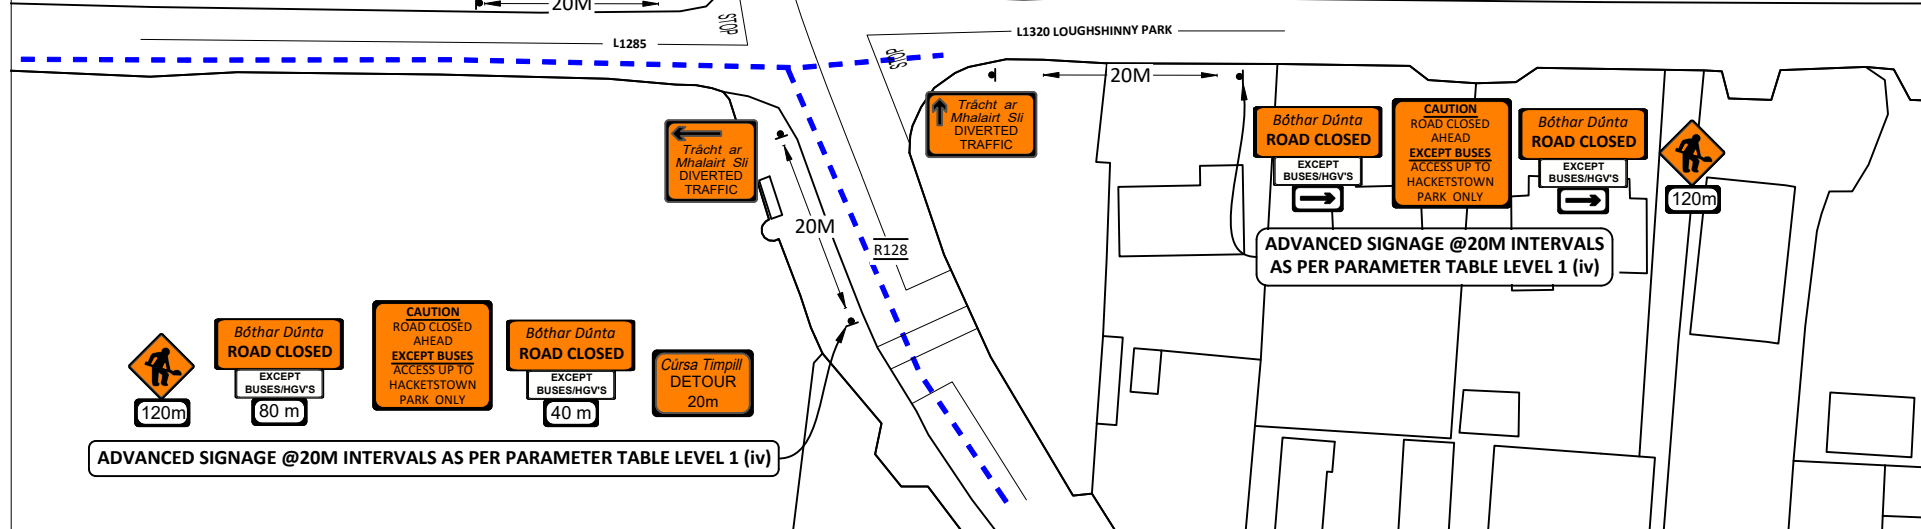 20M
STOP
L1285
L1320 LOUGHSHINNY PARK
STOP
20M
Trácht ar
Mhalairt Slí
DIVERTED
TRAFFIC
Trácht ar
Mhalairt Sli
DIVERTED
TRAFFIC
Bóthar Dúnta
ROAD CLOSED
EXCEPT
BUSES/HGV'S
CAUTION
ROAD CLOSED
AHEAD
EXCEPT BUSES
ACCESS UP TO
HACKETSTOWN
PARK ONLY
Bóthar Dúnta
ROAD CLOSED
EXCEPT
BUSES/HGV'S
120m
20M
R128
ADVANCED SIGNAGE @20M INTERVALS
AS PER PARAMETER TABLE LEVEL 1 (iv)
120m
Bóthar Dúnta
ROAD CLOSED
EXCEPT
BUSES/HGV'S
80 m
CAUTION
ROAD CLOSED
AHEAD
EXCEPT BUSES
ACCESS UP TO
HACKETSTOWN
PARK ONLY
Bóthar Dúnta
ROAD CLOSED
EXCEPT
BUSES/HGV'S
40 m
Cúrsa Timpill
DETOUR
20m
ADVANCED SIGNAGE @20M INTERVALS AS PER PARAMETER TABLE LEVEL 1 (iv)